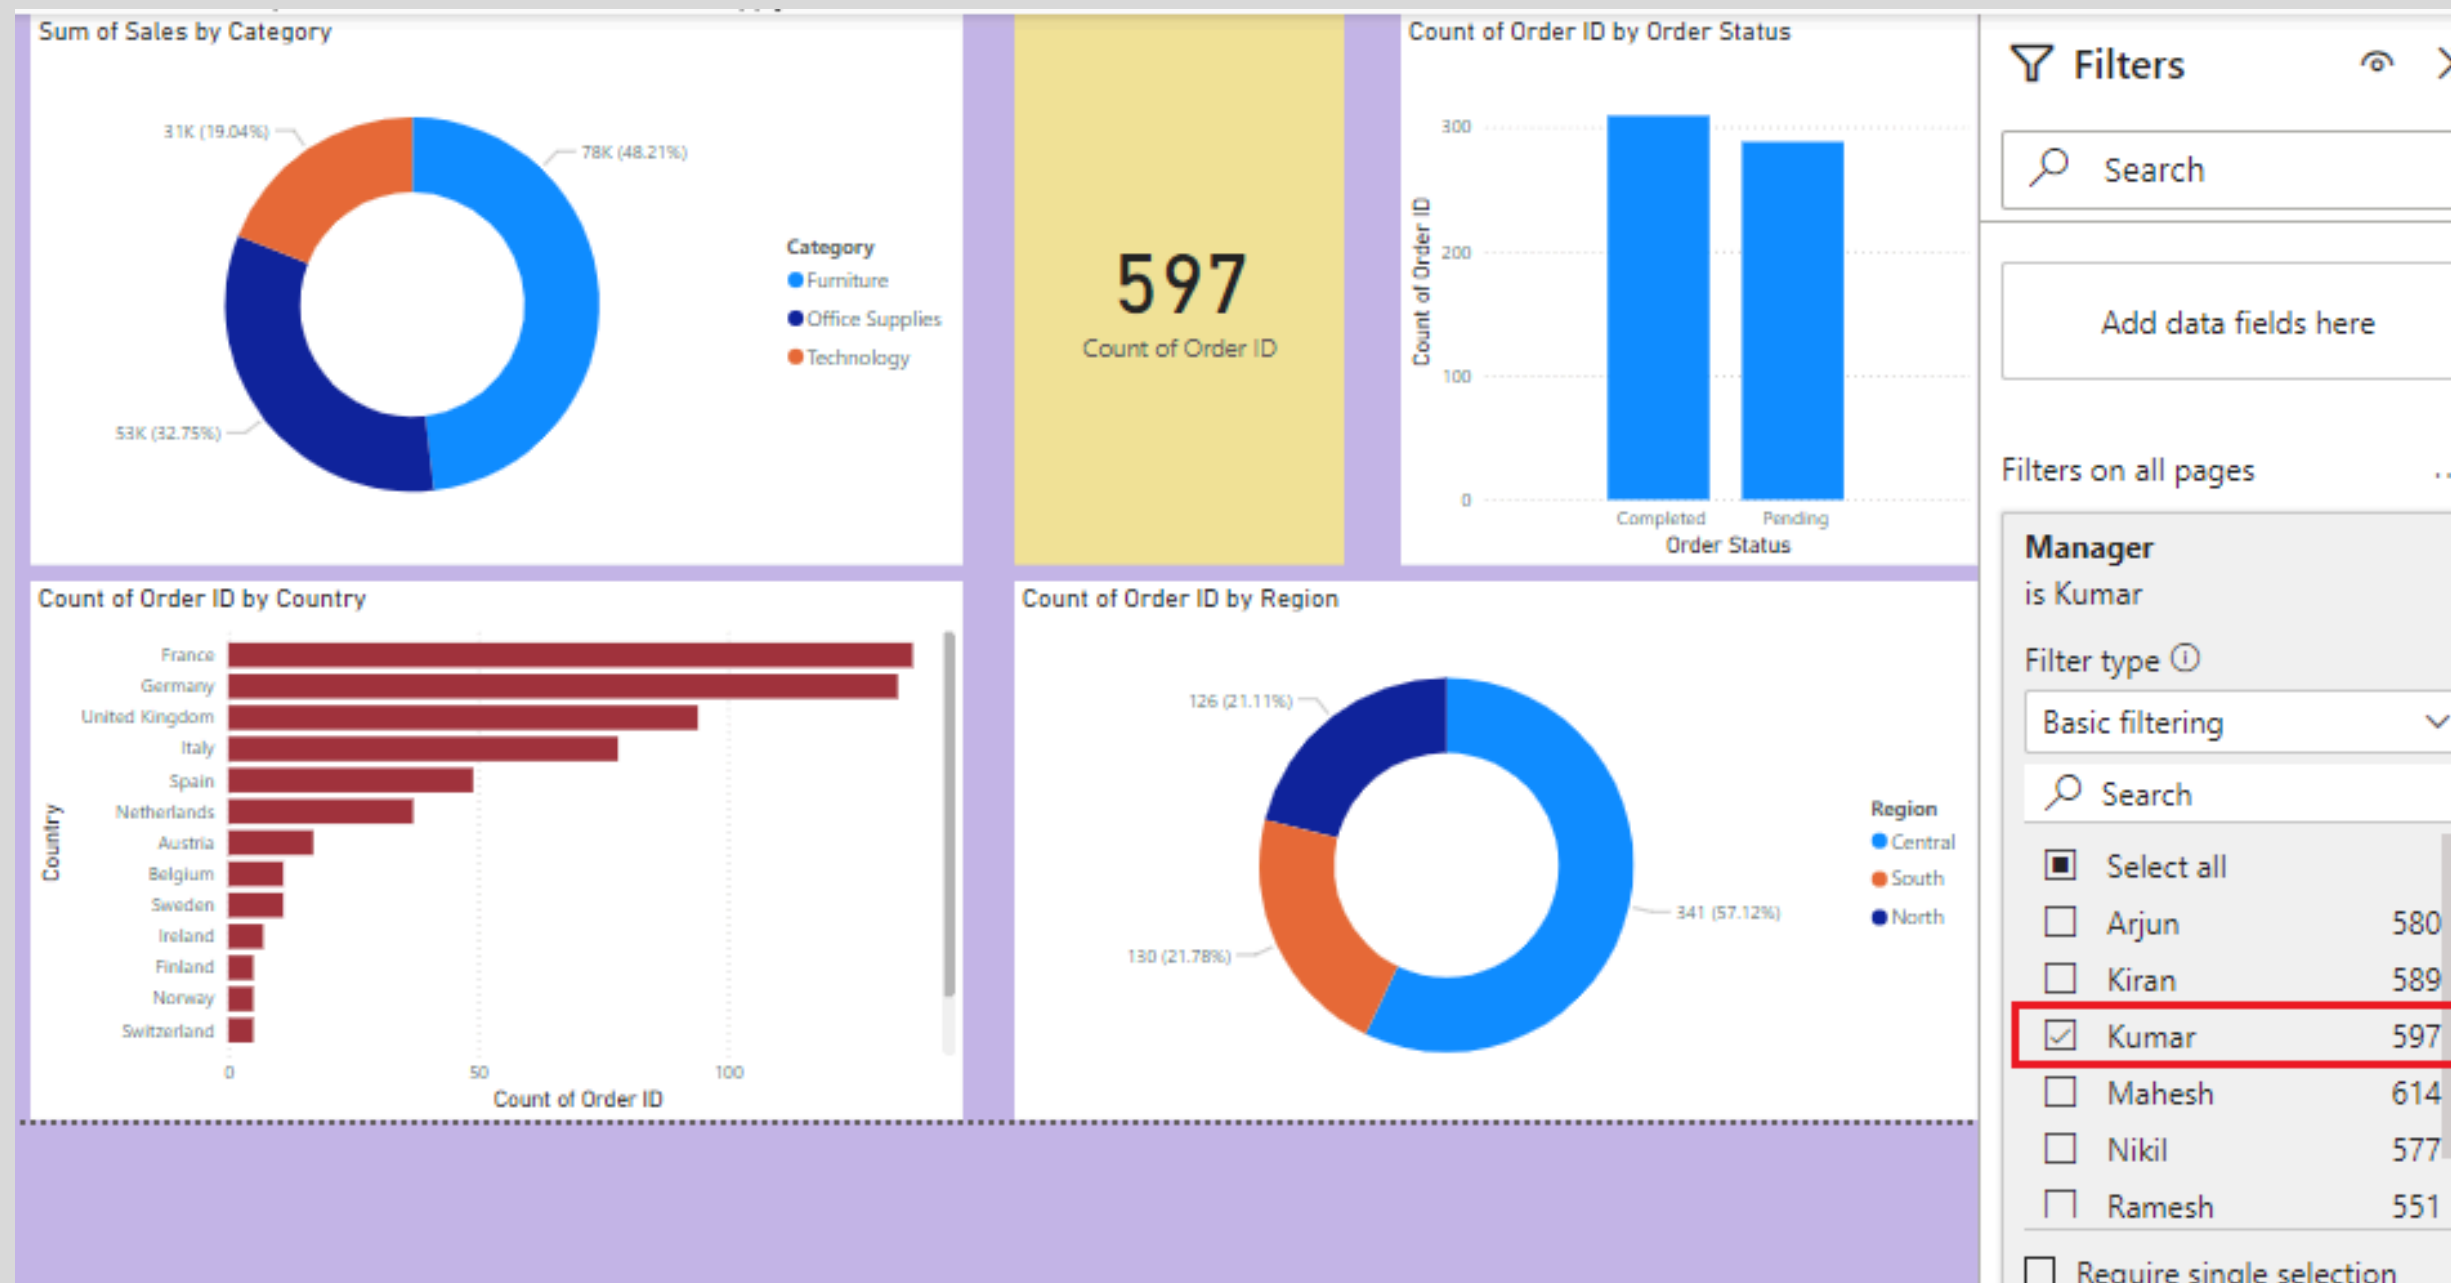 Sum of Sales by Category
31K (19.04%)
78K (48.21%)
53K (32.75%)
Category
Furniture
Office Supplies
Technology
597
Count of Order ID
Count of Order ID by Order Status
Count of Order ID
300
200
100
0
Completed
Pending
Order Status
Count of Order ID by Country
Country
France
Germany
United Kingdom
Italy
Spain
Netherlands
Austria
Belgium
Sweden
Ireland
Finland
Norway
Switzerland
0
50
100
Count of Order ID
Count of Order ID by Region
126 (21.11%)
130 (21.78%)
341 (57.12%)
Region
Central
South
North
Filters
Search
Add data fields here
Filters on all pages
Manager
is Kumar
Filter type
Basic filtering
Search
Select all
Arjun 580
Kiran 589
Kumar 597
Mahesh 614
Nikil 577
Ramesh 551
Require single selection